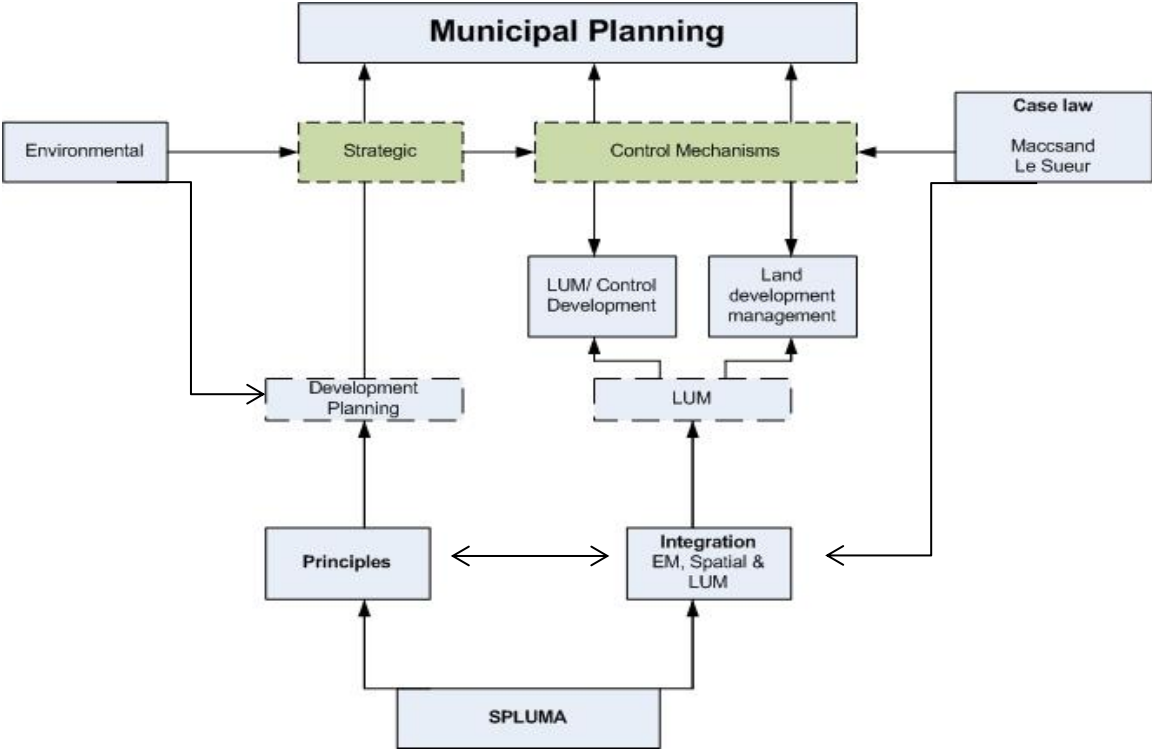 Municipal Planning
Environmental
Strategic
Control Mechanisms
Case law
Maccsand
Le Sueur
LUM/ Control
Development
Land
development
management
Development
Planning
LUM
Principles
Integration
EM, Spatial &
LUM
SPLUMA